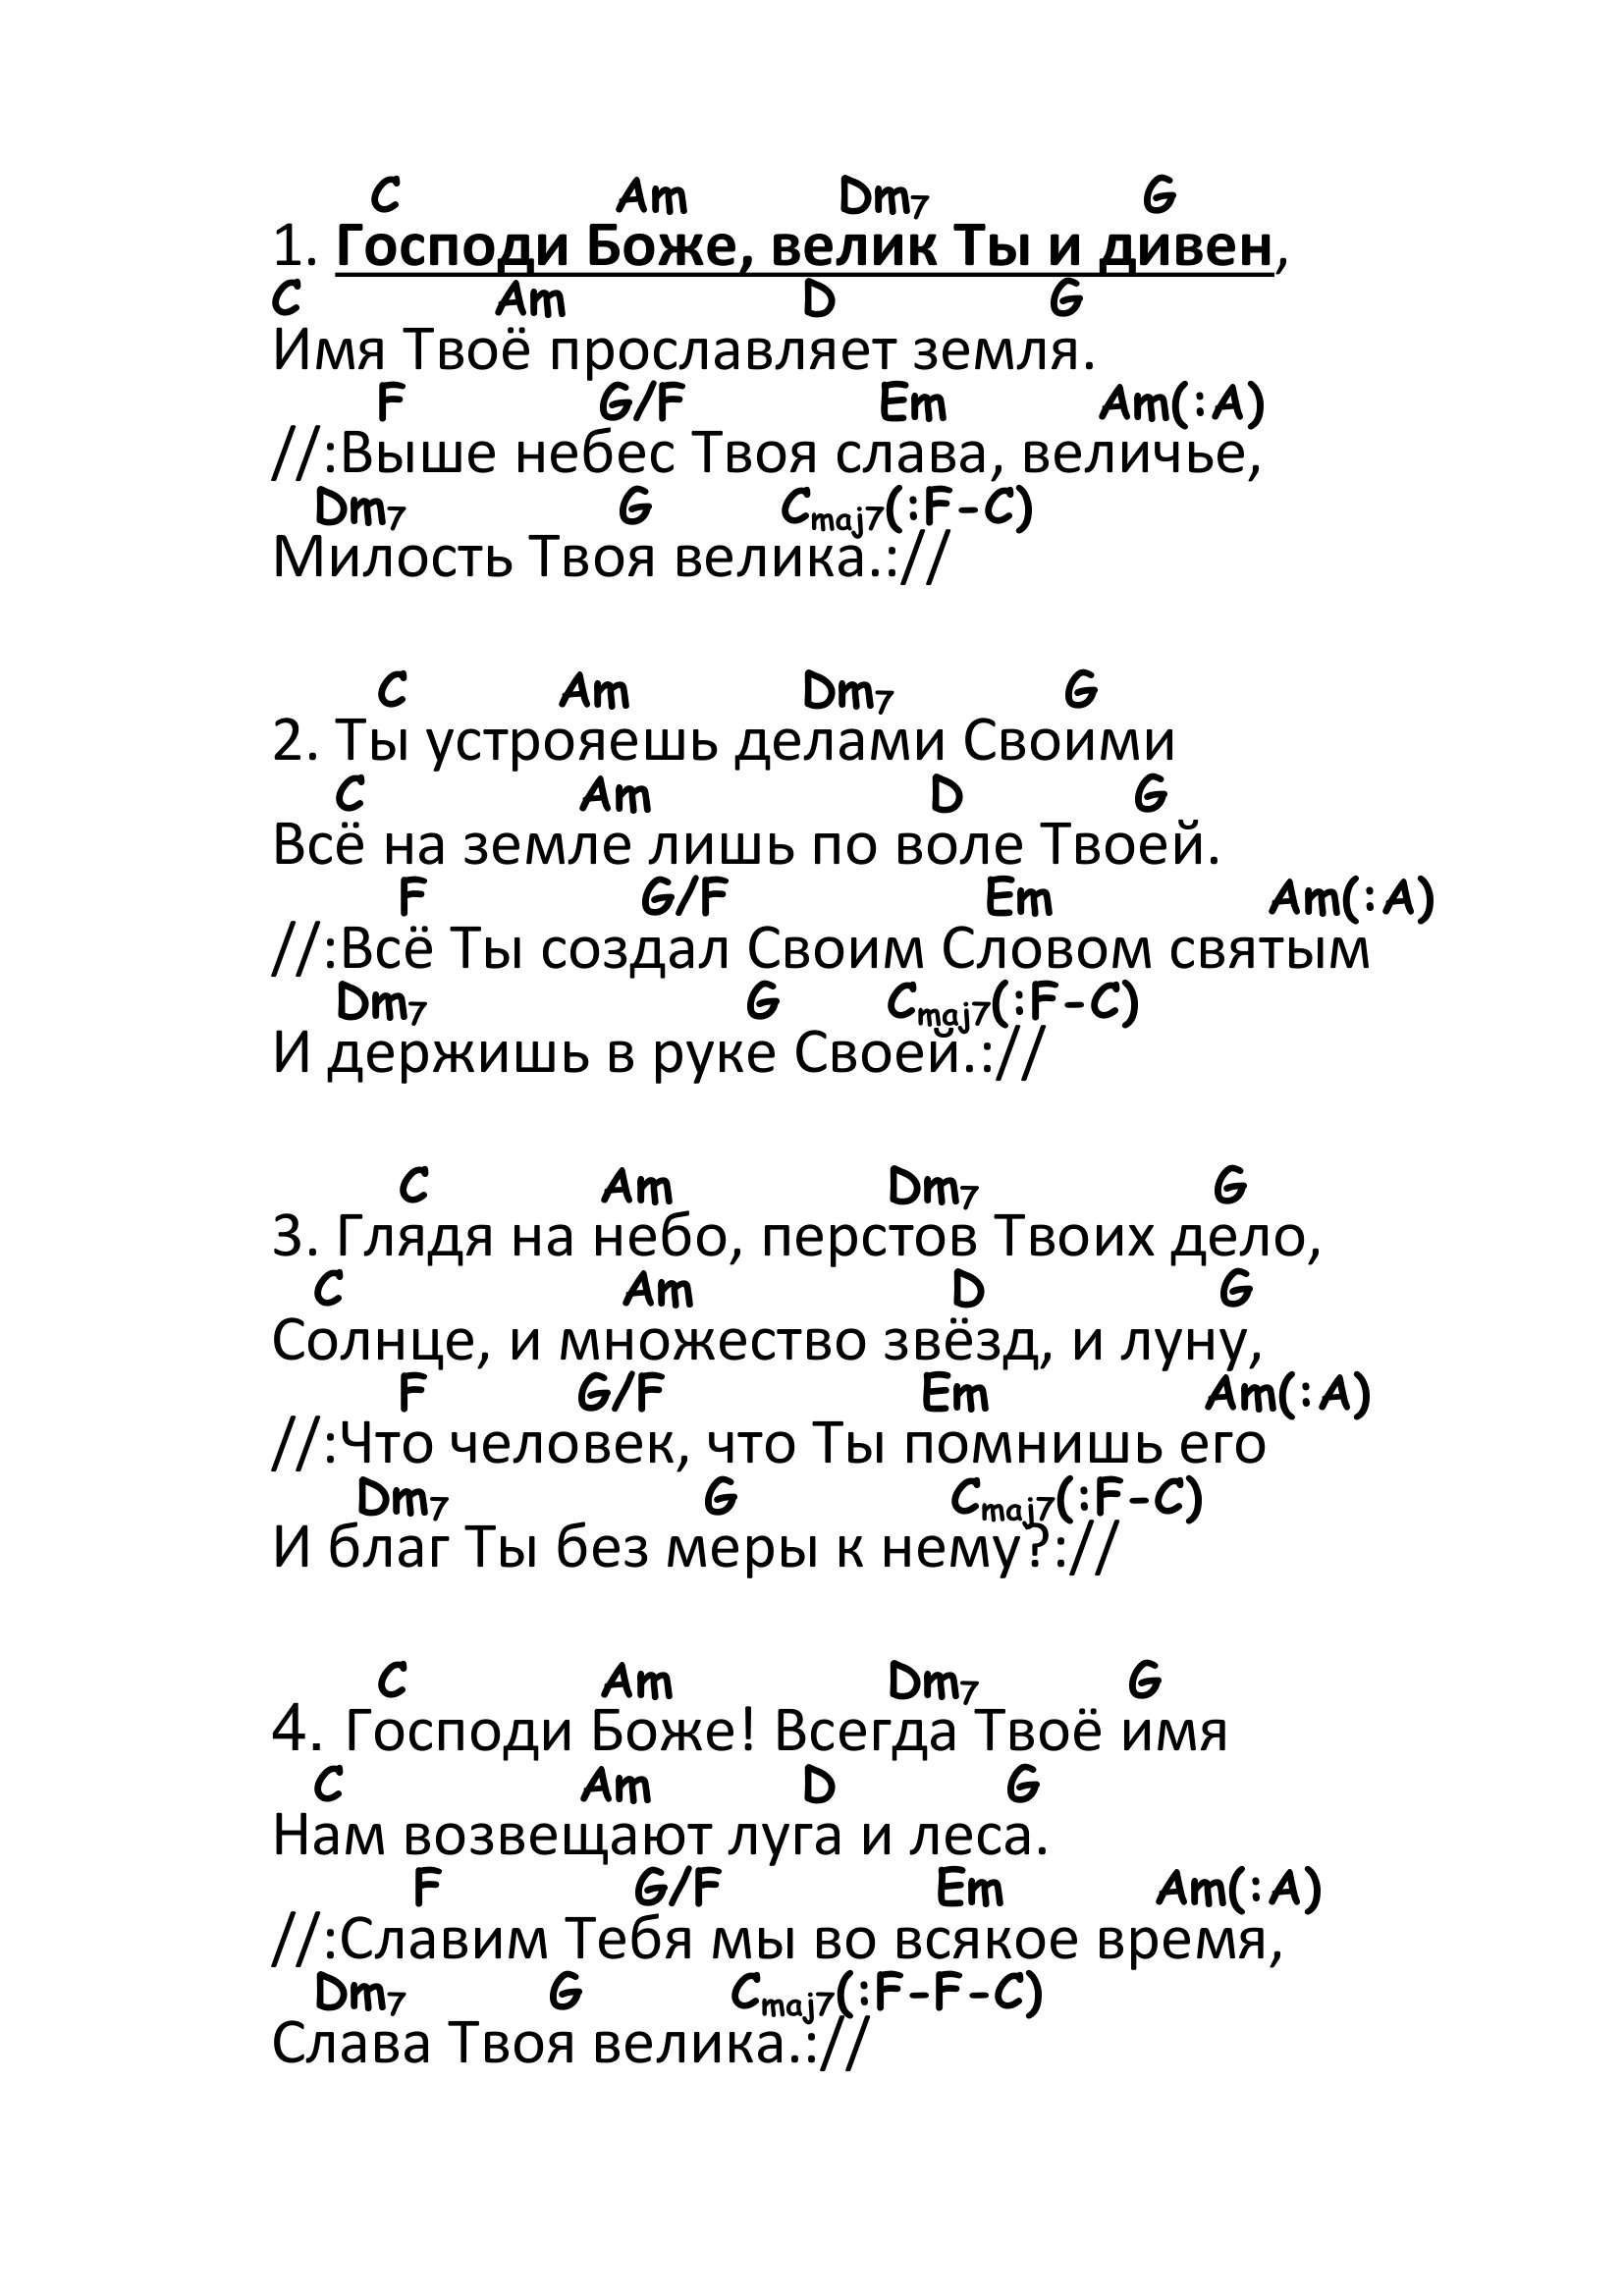 C Am Dm7 G
1. Господи Боже, велик Ты и дивен,
C Am D G
Имя Твоё прославляет земля.
F G/F Em Am(:A)
//:Выше небес Твоя слава, величье,
Dm7 G Cmaj7(:F-C)
Милость Твоя велика.://
C Am Dm7 G
2. Ты устрояешь делами Своими
C Am D G
Всё на земле лишь по воле Твоей.
F G/F Em Am(:A)
//:Всё Ты создал Своим Словом святым
Dm7 G Cmaj7(:F-C)
И держишь в руке Своей.://
C Am Dm7 G
3. Глядя на небо, перстов Твоих дело,
C Am D G
Солнце, и множество звёзд, и луну,
F G/F Em Am(:A)
//:Что человек, что Ты помнишь его
Dm7 G Cmaj7(:F-C)
И благ Ты без меры к нему?://
C Am Dm7 G
4. Господи Боже! Всегда Твоё имя
C Am D G
Нам возвещают луга и леса.
F G/F Em Am(:A)
//:Славим Тебя мы во всякое время,
Dm7 G Cmaj7(:F-F-C)
Слава Твоя велика.://